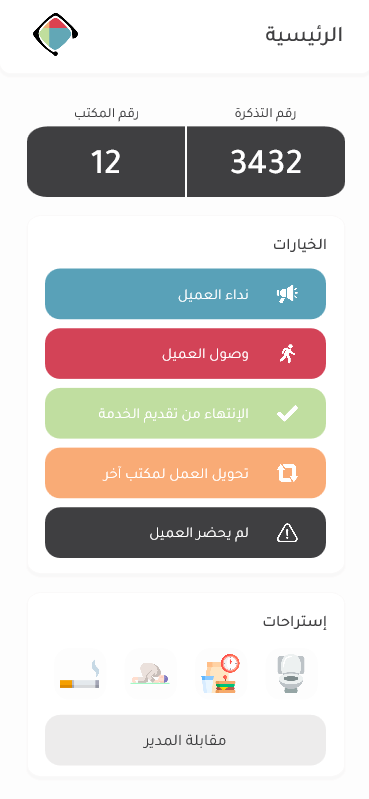 الرئيسية
رقم التذكرة
رقم المكتب
3432
12
الخيارات
نداء العميل
وصول العميل
الإنتهاء من تقديم الخدمة
تحويل العمل لمكتب آخر
لم يحضر العميل
إستراحات
مقابلة المدير